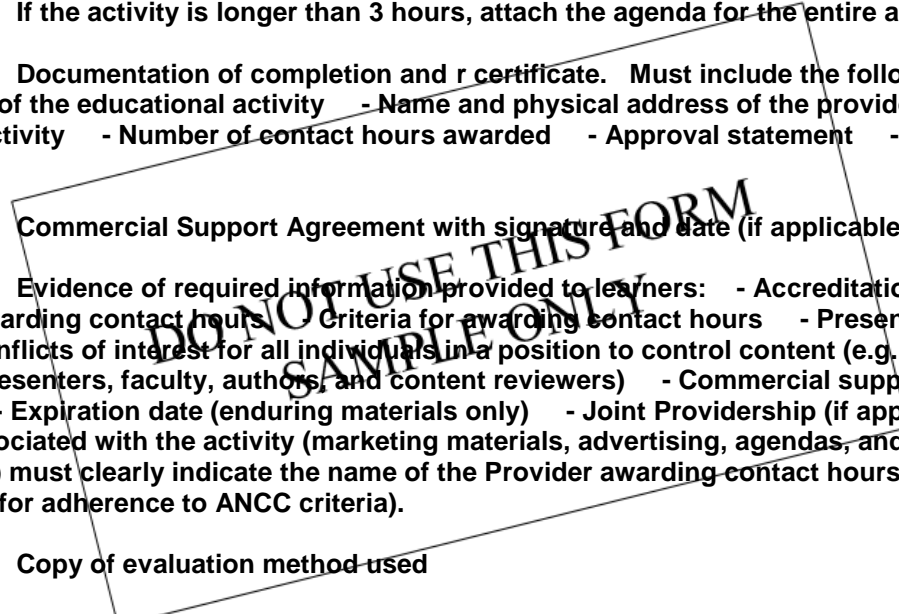 If the activity is longer than 3 hours, attach the agenda for the entire a
Documentation of completion and r certificate. Must include the follo
of the educational activity - Name and physical address of the provid
ctivity - Number of contact hours awarded - Approval statement -
Commercial Support Agreement with signature and date (if applicable
Evidence of required information provided to learners: - Accreditatio
arding contact hours - Criteria for awarding contact hours - Presen
nflicts of interest for all individuals in a position to control content (e.g.
esenters, faculty, authors, and content reviewers) - Commercial supp
- Expiration date (enduring materials only) - Joint Providership (if app
ociated with the activity (marketing materials, advertising, agendas, and
) must clearly indicate the name of the Provider awarding contact hours
for adherence to ANCC criteria).
Copy of evaluation method used
DO NOT USE THIS FORM
SAMPLE ONLY